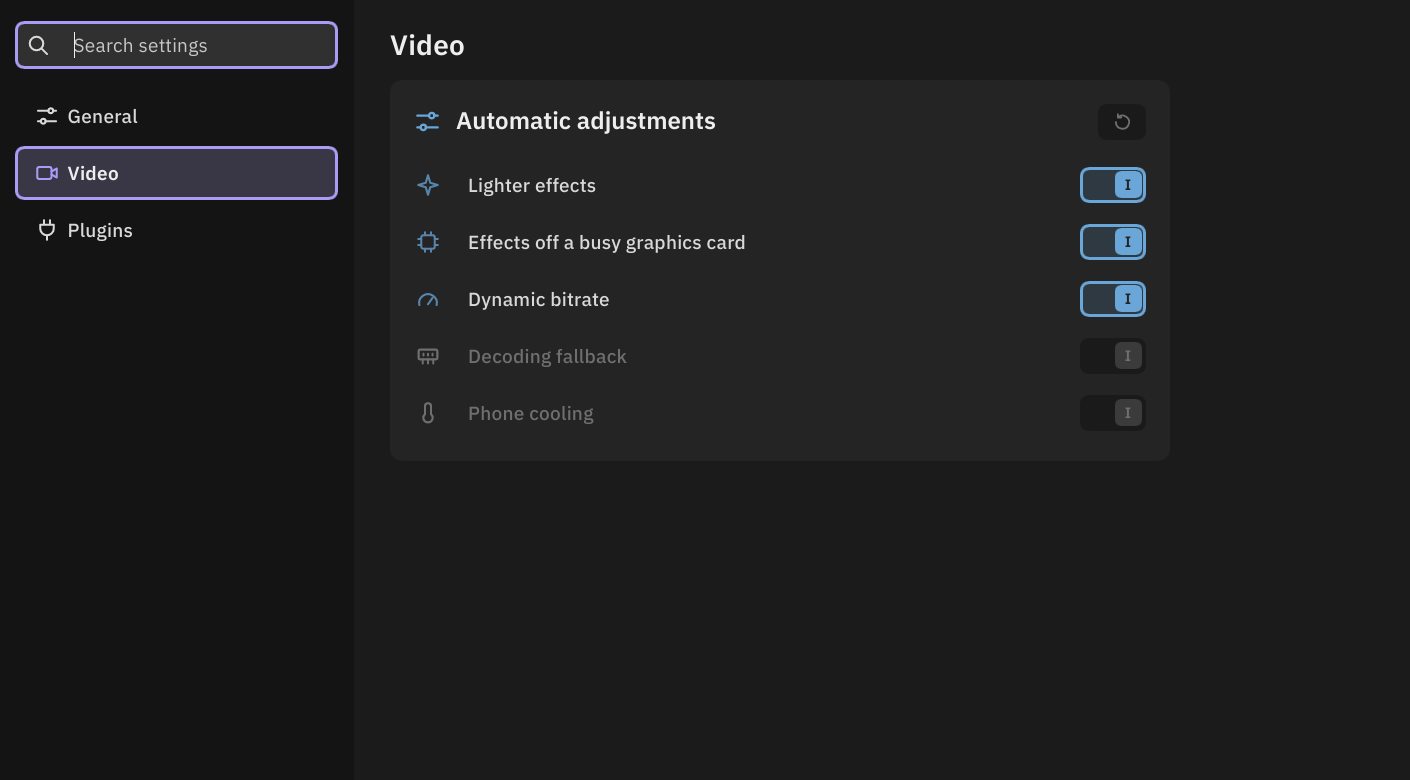 Search settings
General
Video
Plugins
Video
Automatic adjustments
Lighter effects
Effects off a busy graphics card
Dynamic bitrate
Decoding fallback
Phone cooling